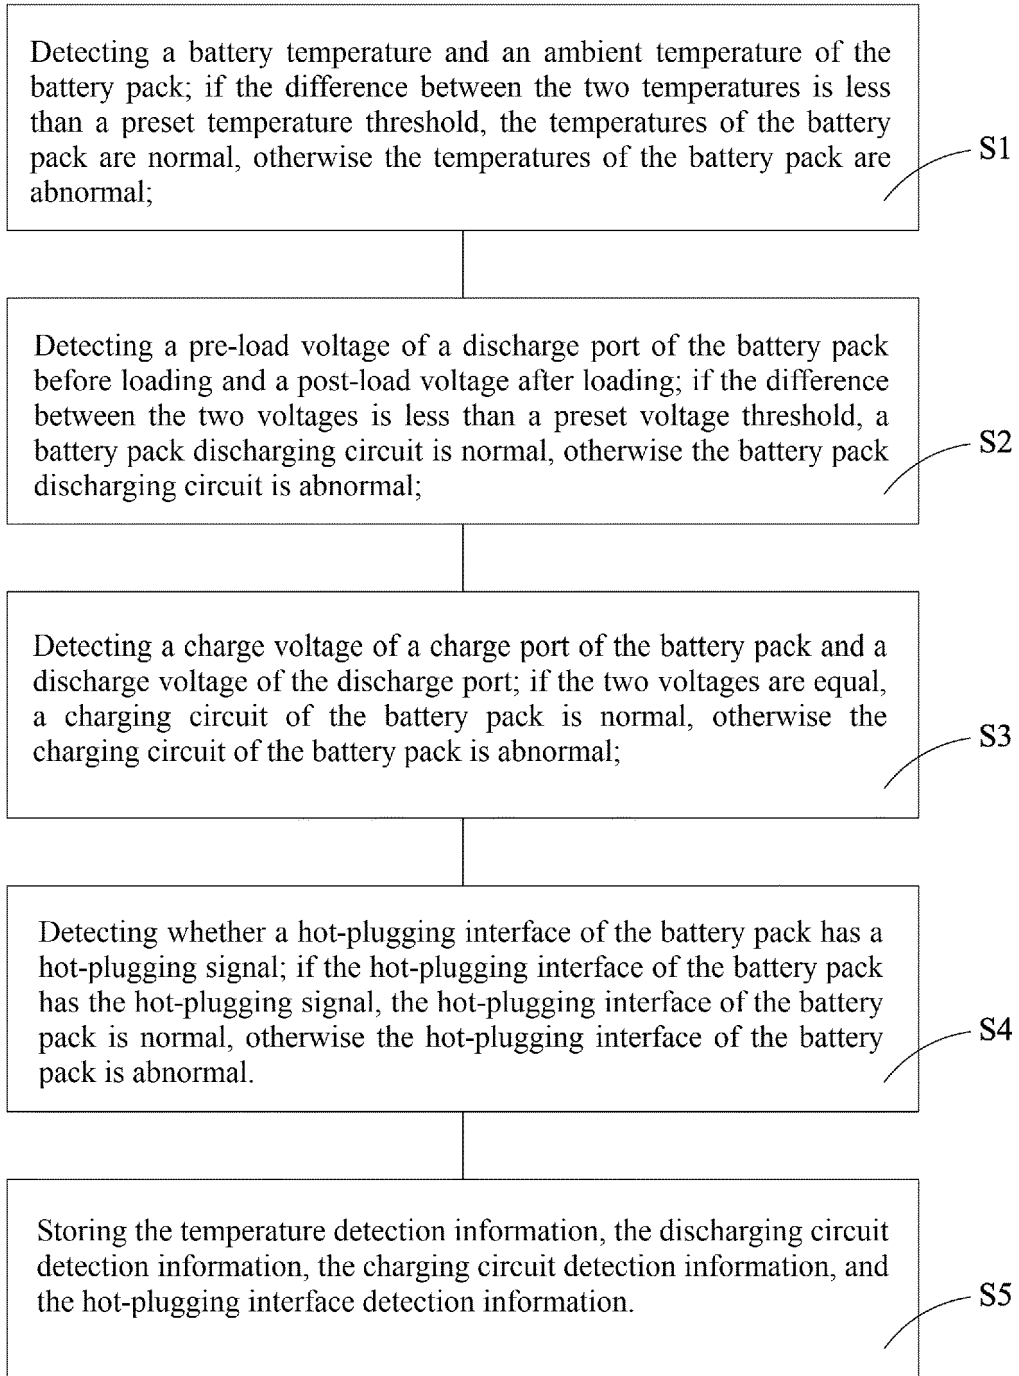 Detecting a battery temperature and an ambient temperature of the
battery pack; if the difference between the two temperatures is less
than a preset temperature threshold, the temperatures of the battery
pack are normal, otherwise the temperatures of the battery pack are
abnormal;
S1
Detecting a pre-load voltage of a discharge port of the battery pack
before loading and a post-load voltage after loading; if the difference
between the two voltages is less than a preset voltage threshold, a
battery pack discharging circuit is normal, otherwise the battery pack
discharging circuit is abnormal;
S2
Detecting a charge voltage of a charge port of the battery pack and a
discharge voltage of the discharge port; if the two voltages are equal,
a charging circuit of the battery pack is normal, otherwise the
charging circuit of the battery pack is abnormal;
S3
Detecting whether a hot-plugging interface of the battery pack has a
hot-plugging signal; if the hot-plugging interface of the battery pack
has the hot-plugging signal, the hot-plugging interface of the battery
pack is normal, otherwise the hot-plugging interface of the battery
pack is abnormal.
S4
Storing the temperature detection information, the discharging circuit
detection information, the charging circuit detection information, and
the hot-plugging interface detection information.
S5